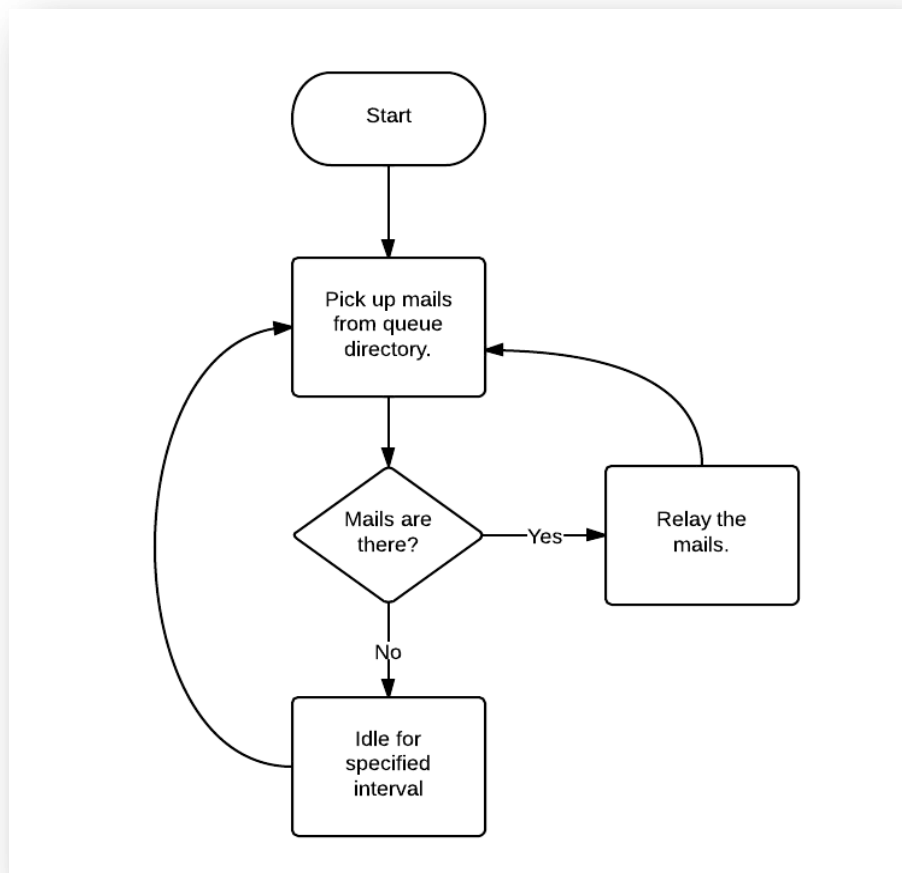 Start
Pick up mails
from queue
directory.
Mails are
there?
Yes
Relay the
mails.
No
Idle for
specified
interval